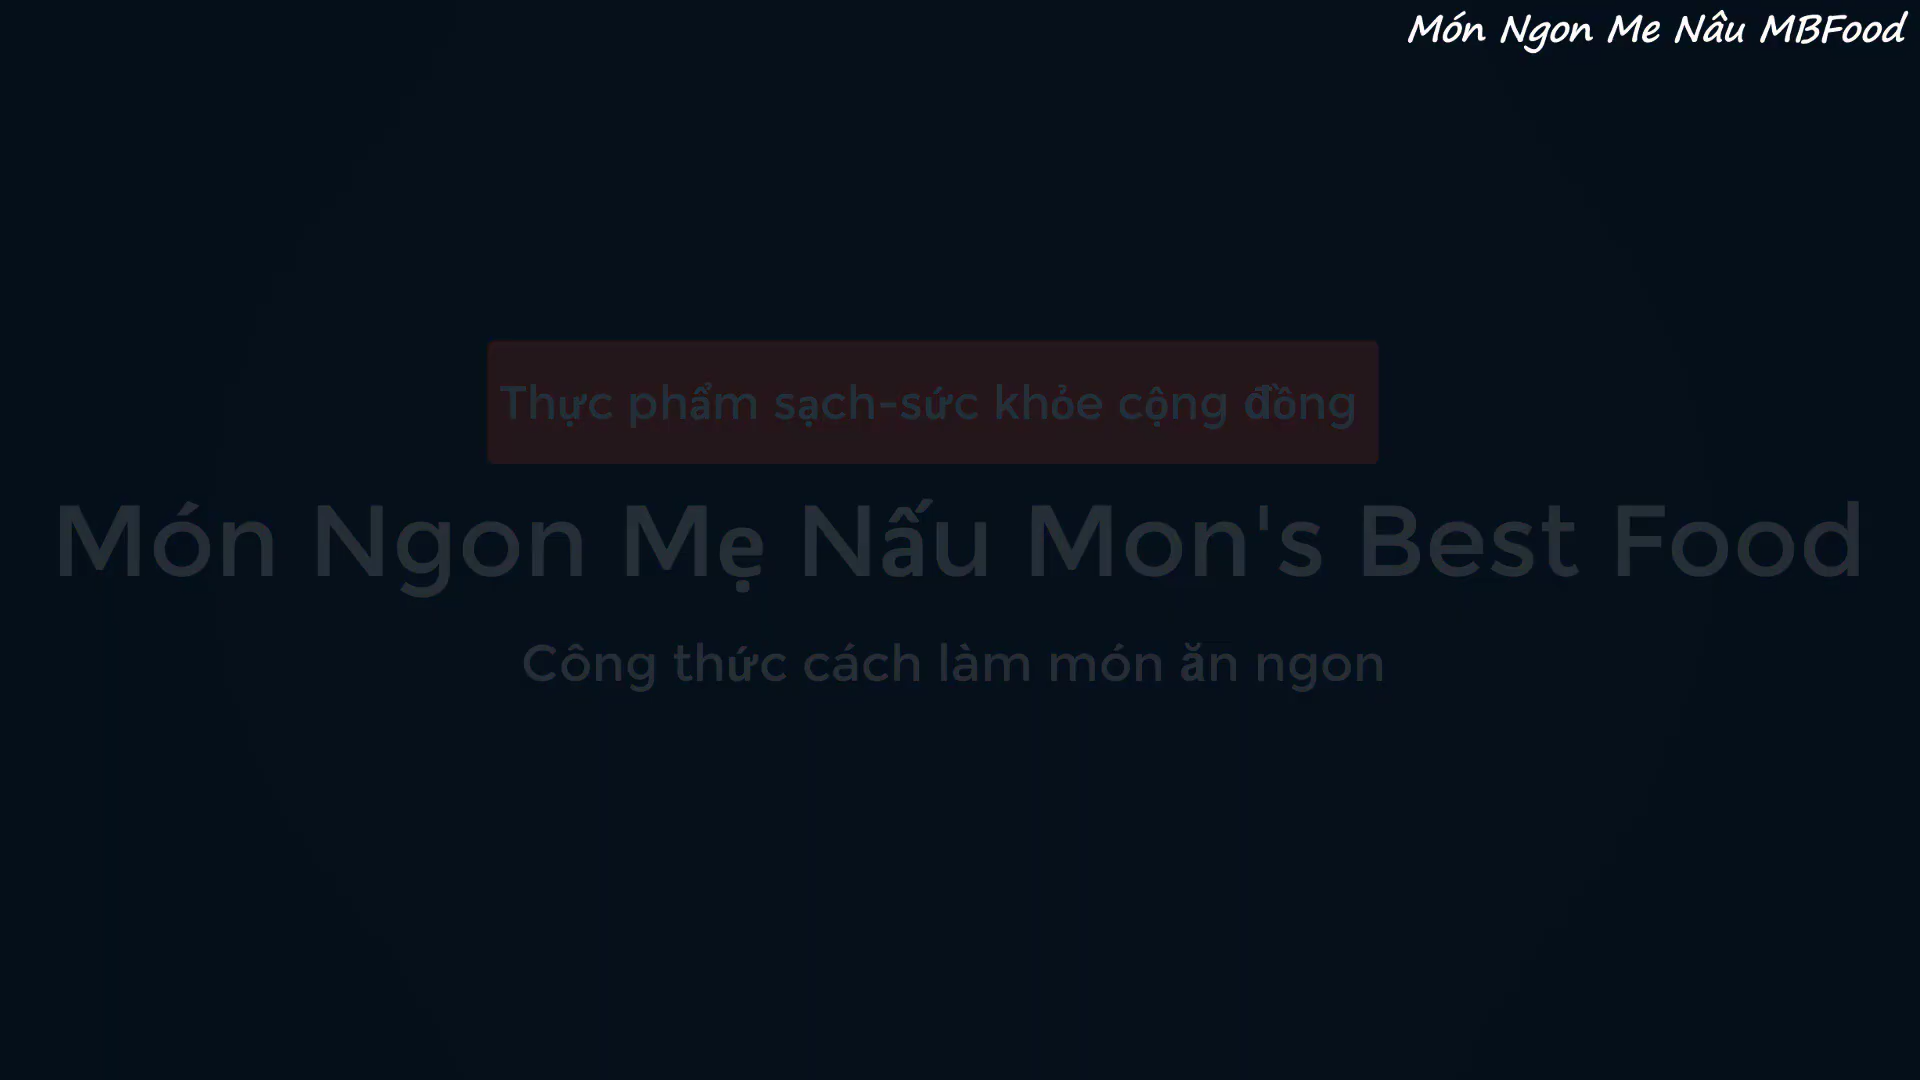 Món Ngon Me Nâu MBFood
Thực phẩm sạch-sức khỏe cộng đồng
Món Ngon Mẹ Nấu Mon's Best Food
Công thức cách làm món ăn ngon